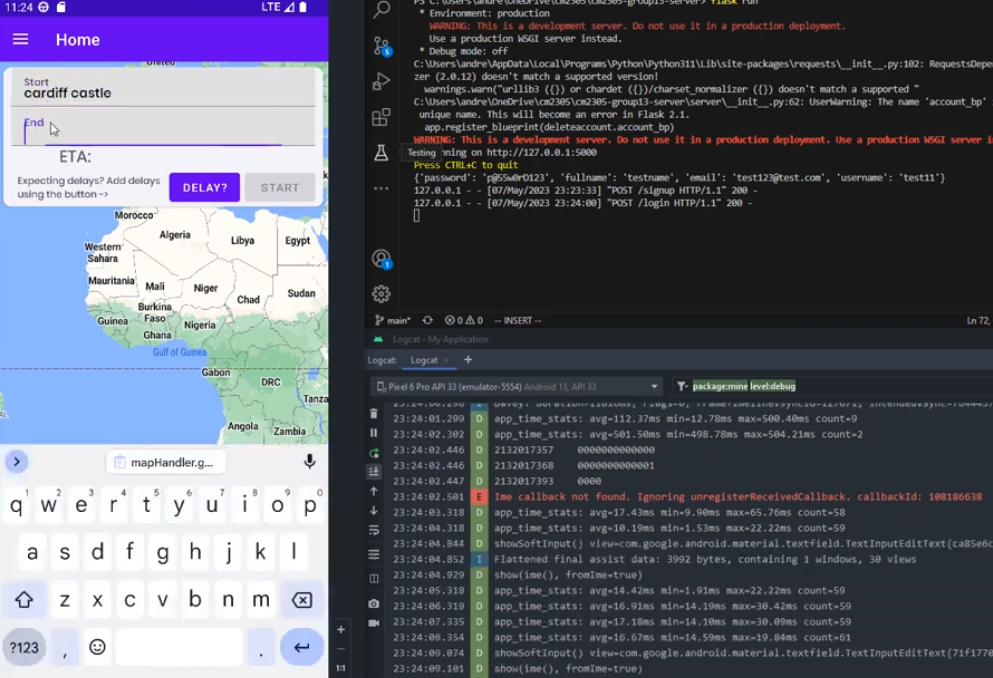 11:24
LTE
Home
United
Start
cardiff castle
End
ETA:
Expecting delays? Add delays
using the button ->
DELAY?
START
Morocco
Algeria
Libya
Egypt
Western
Sahara
Mauritania
Mali
Niger
Chad
Sudan
Burkina
Faso
Guinea
Nigeria
Ghana
Gulf of Guinea
Gabon
DRC
Tanza
Angola
Zambia
mapHandler.g...
q w e r t y u i o p
1 2 3 4 5 6 7 8 9 0
a s d f g h j k l
z x c v b n m
?123 , .
flask run
* Environment: production
WARNING: This is a development server. Do not use it in a production deployment.
Use a production WSGI server instead.
* Debug mode: off
C:\Users\andre\AppData\Local\Programs\Python\Python311\Lib\site-packages\requests\__init__.py:102: RequestsDepe
zer (2.0.12) doesn't match a supported version!
warnings.warn("urllib3 ({}) or chardet ({})/charset_normalizer ({}) doesn't match a supported "
C:\Users\andre\OneDrive\cm2305\cm2305-group13-server\server\__init__.py:62: UserWarning: The name 'account_bp'
unique name. This will become an error in Flask 2.1.
app.register_blueprint(deleteaccount.account_bp)
WARNING: This is a development server. Do not use it in a production deployment. Use a production WSGI server i
Testing
nning on http://127.0.0.1:5000
Press CTRL+C to quit
{'password': 'p@55w0rD123', 'fullname': 'testname', 'email': 'test123@test.com', 'username': 'test11'}
127.0.0.1 - - [07/May/2023 23:23:33] "POST /signup HTTP/1.1" 200 -
127.0.0.1 - - [07/May/2023 23:24:00] "POST /login HTTP/1.1" 200 -
5
1
main* 0 0 -- INSERT --
Ln 72,
Logcat - My Application
Logcat: Logcat × +
Pixel 6 Pro API 33 (emulator-5554) Android 13, API 33
package:mine level:debug
23:24:01.299 D app_time_stats: avg=112.37ms min=12.78ms max=500.40ms count=9
23:24:02.302 D app_time_stats: avg=501.50ms min=498.78ms max=504.21ms count=2
23:24:02.446 D 2132017357 0000000000000
23:24:02.446 D 2132017368 0000000000001
23:24:02.447 D 2132017393 0000
23:24:02.501 E Ime callback not found. Ignoring unregisterReceivedCallback. callbackId: 108186638
23:24:03.318 D app_time_stats: avg=17.43ms min=9.90ms max=65.76ms count=58
23:24:04.318 D app_time_stats: avg=10.19ms min=1.53ms max=22.22ms count=59
23:24:04.844 D showSoftInput() view=com.google.android.material.textfield.TextInputEditText{ca85e6c
23:24:04.852 I Flattened final assist data: 3992 bytes, containing 1 windows, 30 views
23:24:04.929 D show(ime(), fromIme=true)
23:24:05.318 D app_time_stats: avg=14.42ms min=1.91ms max=22.22ms count=59
23:24:06.319 D app_time_stats: avg=16.91ms min=14.19ms max=30.42ms count=59
23:24:07.335 D app_time_stats: avg=17.18ms min=14.10ms max=30.09ms count=59
23:24:08.354 D app_time_stats: avg=16.67ms min=14.59ms max=19.84ms count=61
23:24:09.074 D showSoftInput() view=com.google.android.material.textfield.TextInputEditText{71f1770
23:24:09.101 D show(ime(), fromIme=true)
+
-
1:1